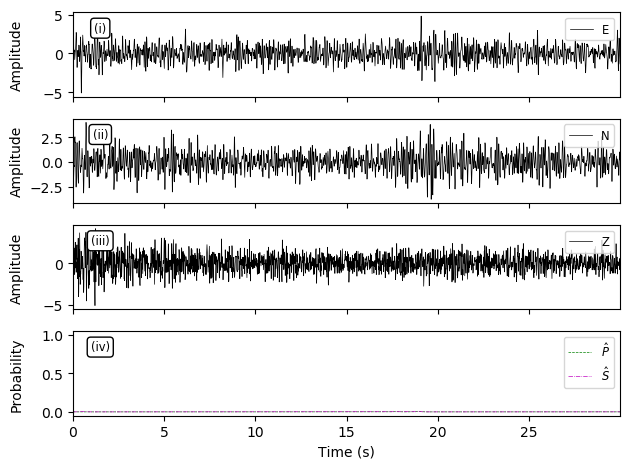 Amplitude
5
0
−5
(i)
E
Amplitude
2.5
0.0
−2.5
(ii)
N
Amplitude
0
−5
(iii)
Z
Probability
1.0
0.5
0.0
(iv)
P̂
Ŝ
0 5 10 15 20 25
Time (s)